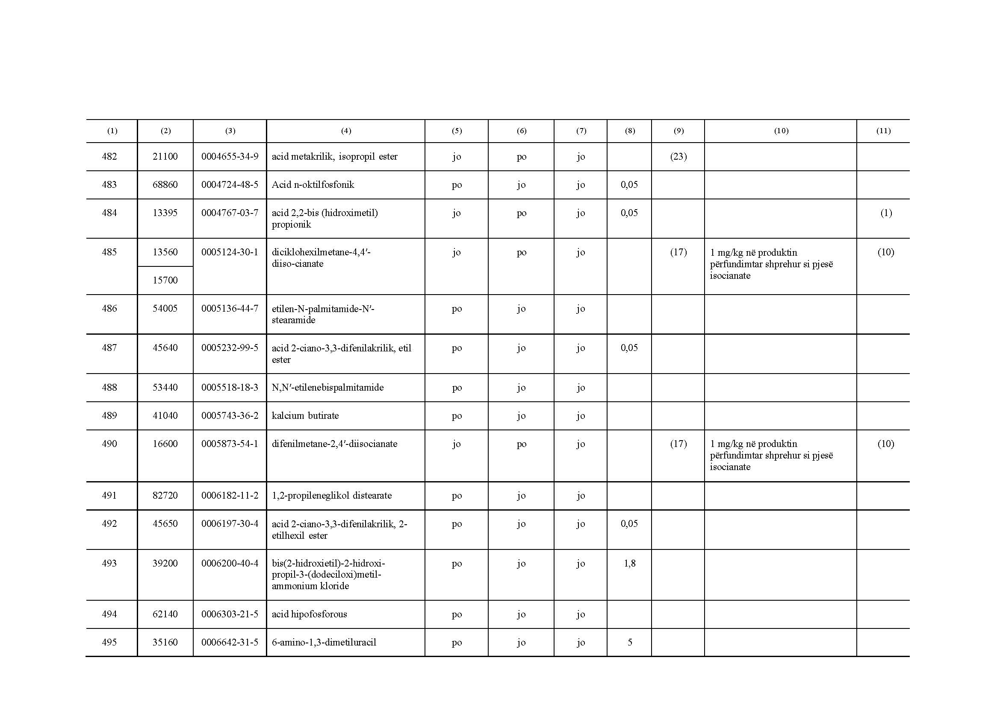 (1) (2) (3) (4) (5) (6) (7) (8) (9) (10) (11)
482 21100 0004655-34-9 acid metakrilik, isopropil ester jo po jo (23)
483 68860 0004724-48-5 Acid n-oktilfosfonik po jo jo 0,05
484 13395 0004767-03-7 acid 2,2-bis (hidroximetil) jo po jo 0,05 (1)
propionik
485 13560 0005124-30-1 diciklohexilmetane-4,4′- jo po jo (17) 1 mg/kg në produktin (10)
diiso-cianate përfundimtar shprehur si pjesë
15700 isocianate
486 54005 0005136-44-7 etilen-N-palmitamide-N′- po jo jo
stearamide
487 45640 0005232-99-5 acid 2-ciano-3,3-difenilakrilik, etil po jo jo 0,05
ester
488 53440 0005518-18-3 N,N′-etilenebispalmitamide po jo jo
489 41040 0005743-36-2 kalcium butirate po jo jo
490 16600 0005873-54-1 difenilmetane-2,4′-diisocianate jo po jo (17) 1 mg/kg në produktin (10)
përfundimtar shprehur si pjesë
isocianate
491 82720 0006182-11-2 1,2-propileneglikol distearate po jo jo
492 45650 0006197-30-4 acid 2-ciano-3,3-difenilakrilik, 2- po jo jo 0,05
etilhexil ester
493 39200 0006200-40-4 bis(2-hidroxietil)-2-hidroxi- po jo jo 1,8
propil-3-(dodeciloxi)metil-
ammonium kloride
494 62140 0006303-21-5 acid hipofosforous po jo jo
495 35160 0006642-31-5 6-amino-1,3-dimetiluracil po jo jo 5